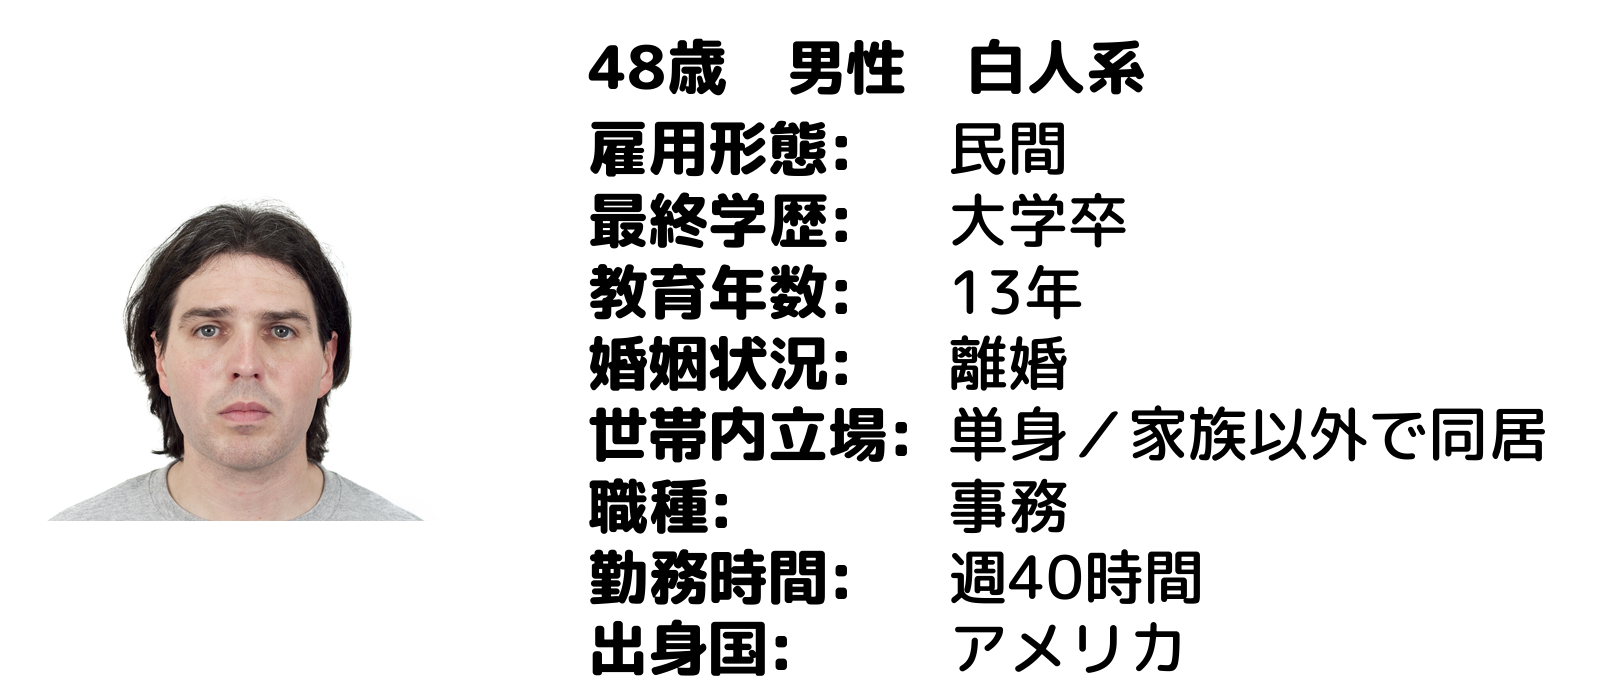 48歳　男性　白人系
雇用形態:　民間
最終学歴:　大学卒
教育年数:　13年
婚姻状況:　離婚
世帯内立場:　単身／家族以外で同居
職種:　事務
勤務時間:　週40時間
出身国:　アメリカ